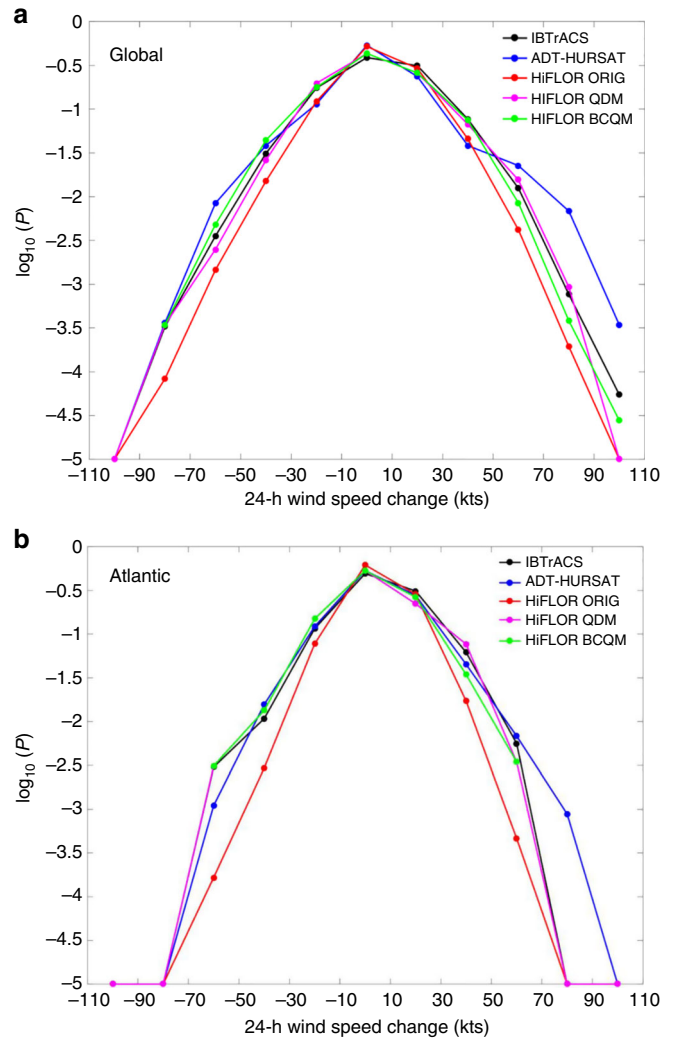 a
Global
IBTrACS
ADT-HURSAT
HiFLOR ORIG
HIFLOR QDM
HIFLOR BCQM
0
–0.5
–1
–1.5
–2
–2.5
–3
–3.5
–4
–4.5
–5
log10 (P)
–110 –90 –70 –50 –30 –10 10 30 50 70 90 110
24-h wind speed change (kts)
b
Atlantic
IBTrACS
ADT-HURSAT
HiFLOR ORIG
HiFLOR QDM
HiFLOR BCQM
0
–0.5
–1
–1.5
–2
–2.5
–3
–3.5
–4
–4.5
–5
log10 (P)
–110 –90 –70 –50 –30 –10 10 30 50 70 90 110
24-h wind speed change (kts)